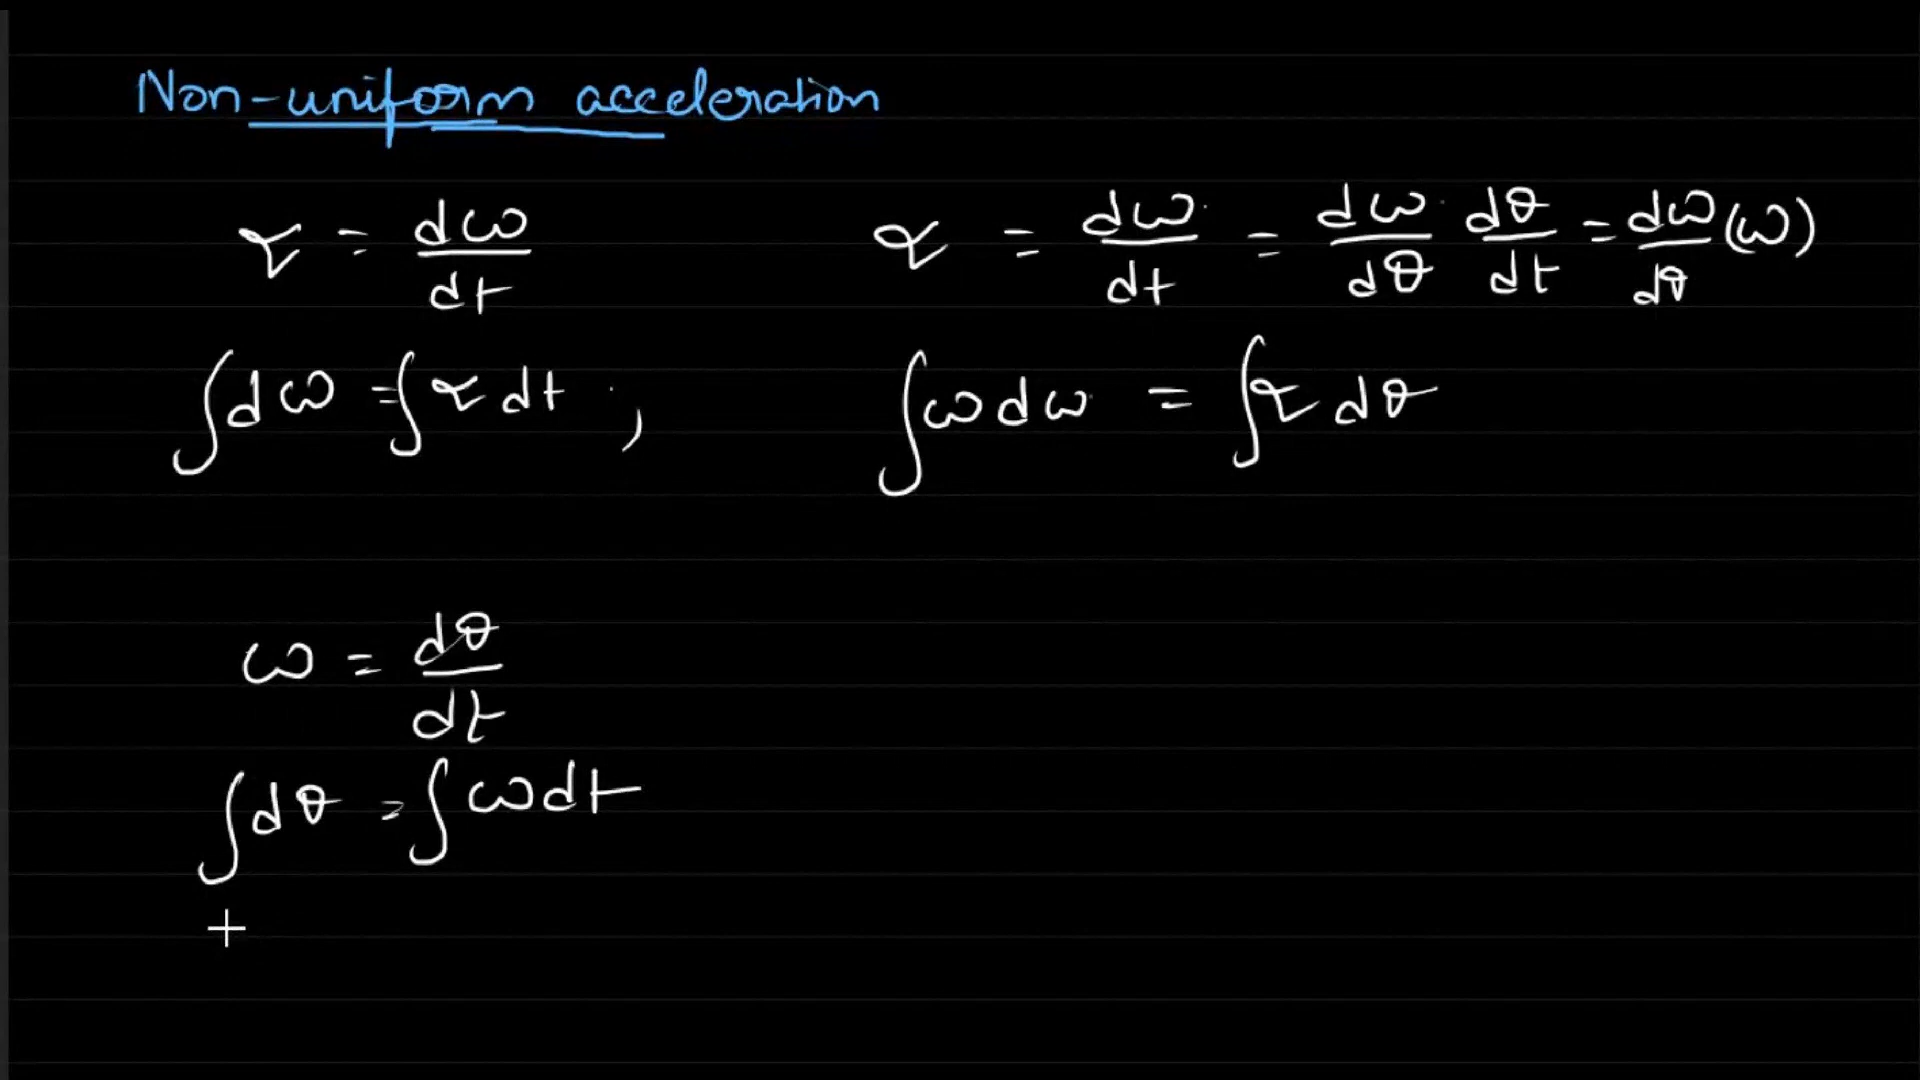 Non-uniform acceleration
α = dω/dt
α = dω/dt = dω/dθ dθ/dt = dω/dθ (ω)
∫dω = ∫α dt ;
∫ω dω = ∫α dθ
ω = dθ/dt
∫dθ = ∫ω dt